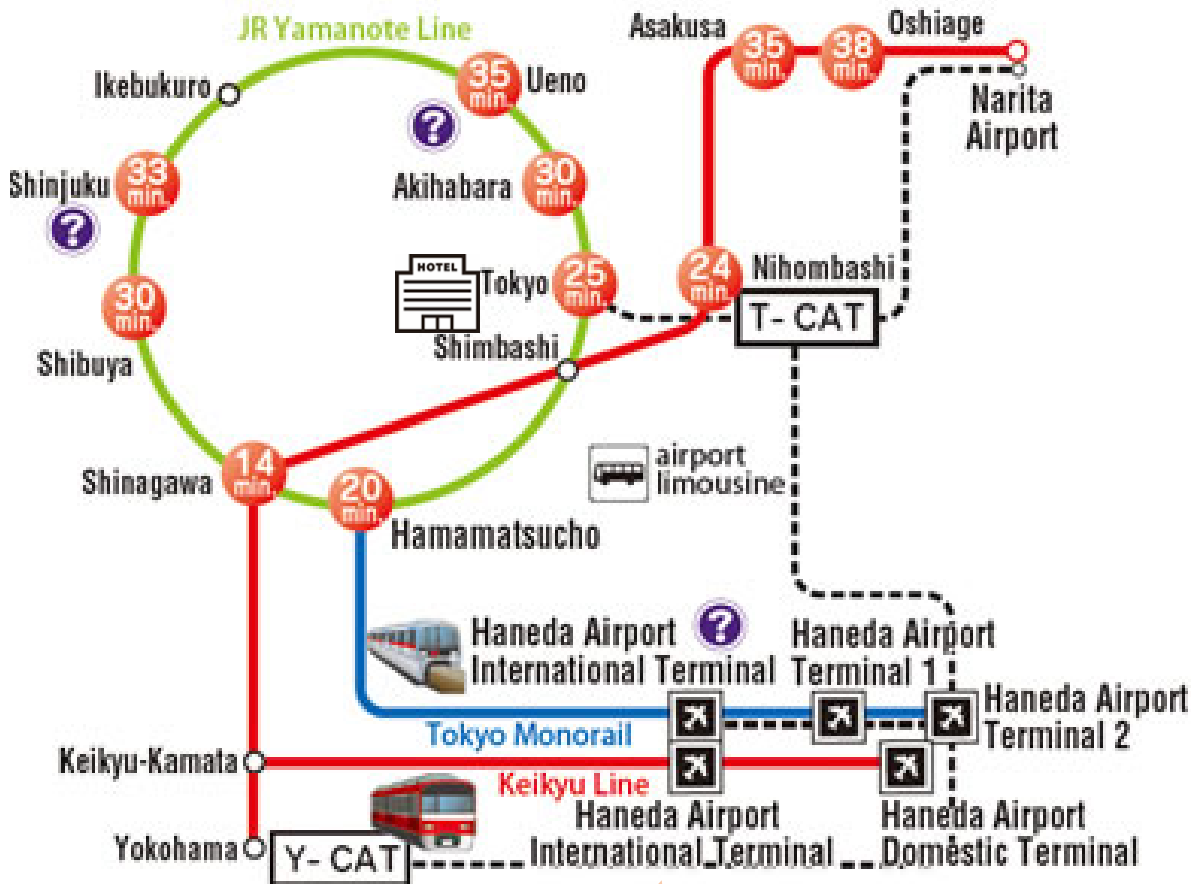 JR Yamanote Line
Asakusa
Oshiage
35
min.
38
min.
Ikebukuro
35
min.
Ueno
Narita
Airport
?
Shinjuku
33
min.
Akihabara
30
min.
?
HOTEL
Tokyo
25
min.
24
min.
Nihombashi
30
min.
T- CAT
Shibuya
Shimbashi
airport
limousine
Shinagawa
14
min.
20
min.
Hamamatsucho
?
Haneda Airport
International Terminal
Haneda Airport
Terminal 1
Haneda Airport
Terminal 2
Tokyo Monorail
Keikyu-Kamata
Keikyu Line
Haneda Airport
International Terminal
Haneda Airport
Domestic Terminal
Yokohama
Y- CAT